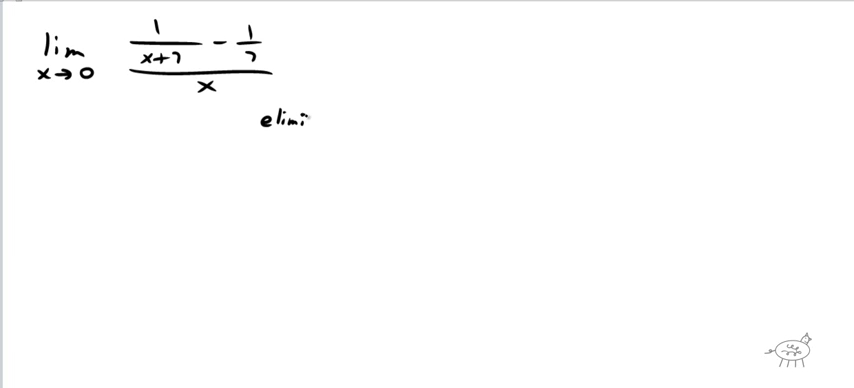 lim x→0 (1/(x+7) - 1/7)/x
elimi